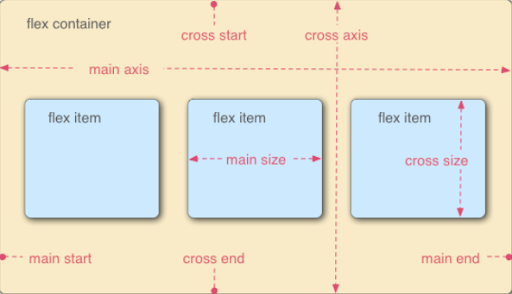 flex container
cross start
cross axis
main axis
flex item
flex item
flex item
main size
cross size
main start
cross end
main end